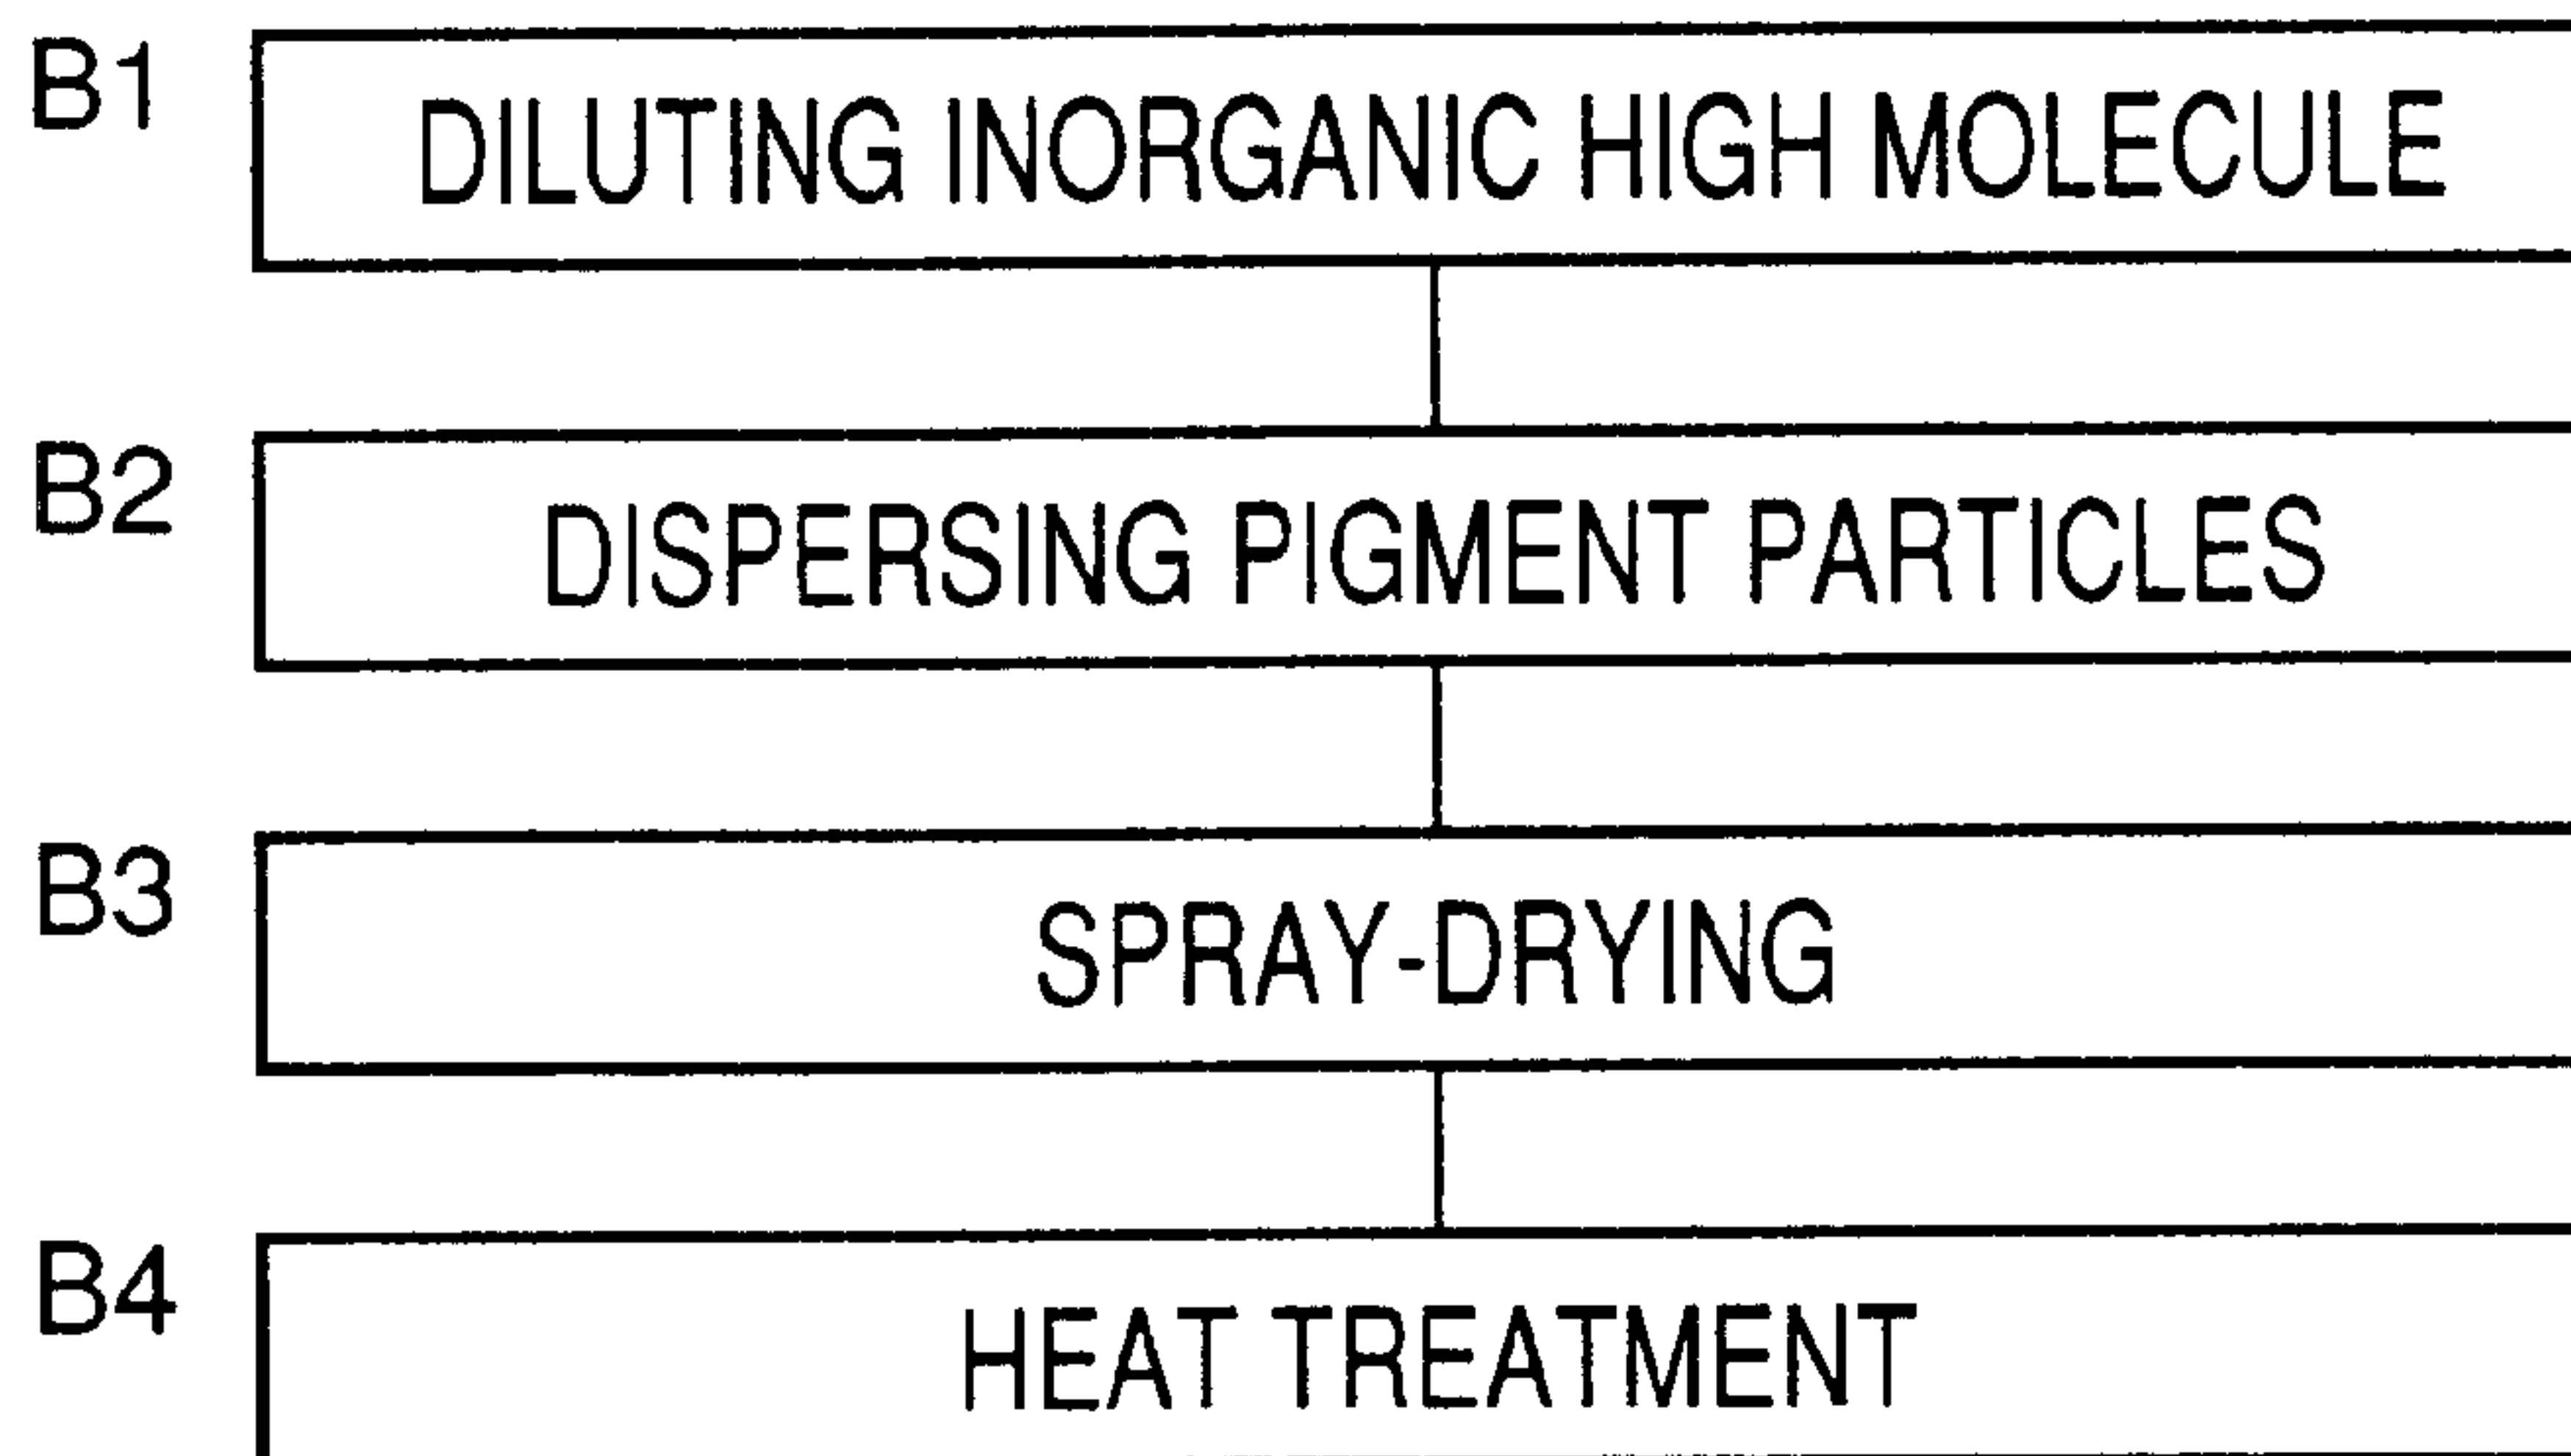 B1 DILUTING INORGANIC HIGH MOLECULE
B2 DISPERSING PIGMENT PARTICLES
B3 SPRAY-DRYING
B4 HEAT TREATMENT